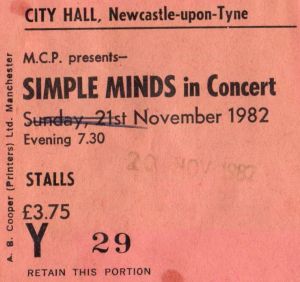 CITY HALL, Newcastle-upon-Tyne
M.C.P. presents—
SIMPLE MINDS in Concert
Sunday, 21st November 1982
Evening 7.30
NOV 1982
STALLS
£3.75
Y 29
RETAIN THIS PORTION
A. B. Cooper (Printers) Ltd. Manchester